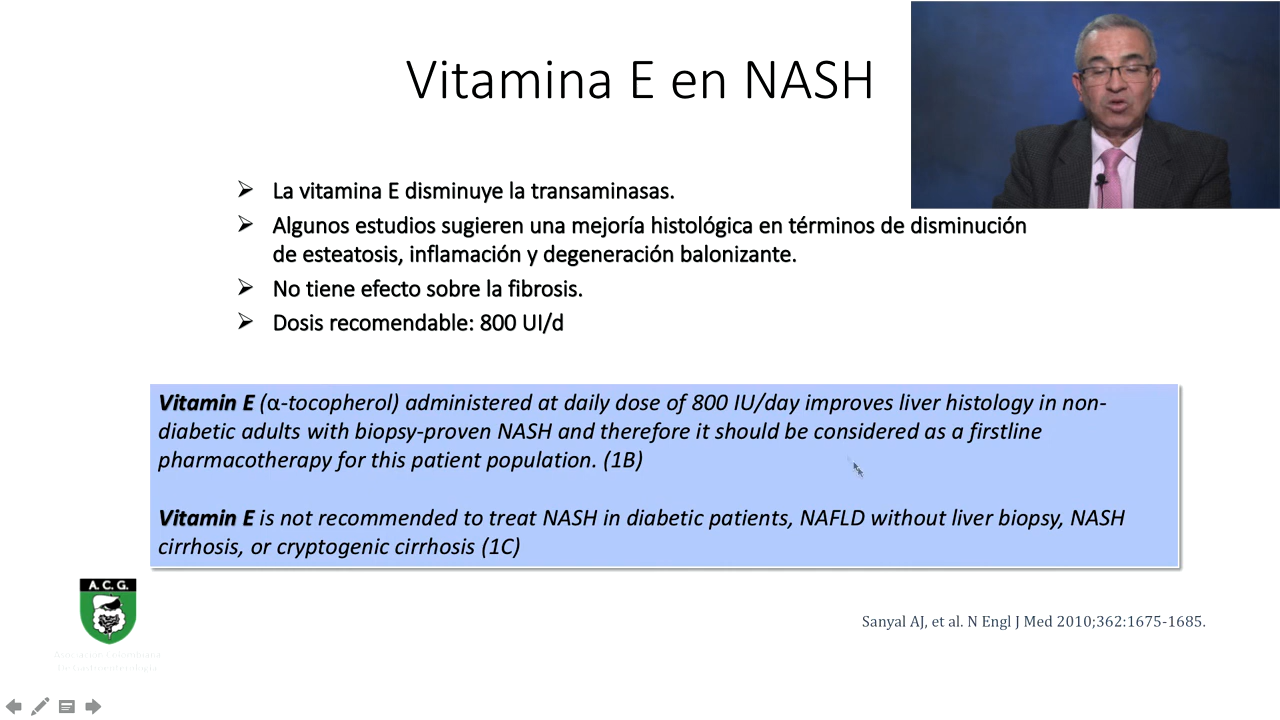 Vitamina E en NASH
La vitamina E disminuye la transaminasas.
Algunos estudios sugieren una mejoría histológica en términos de disminución
de esteatosis, inflamación y degeneración balonizante.
No tiene efecto sobre la fibrosis.
Dosis recomendable: 800 UI/d
Vitamin E (α-tocopherol) administered at daily dose of 800 IU/day improves liver histology in non-
diabetic adults with biopsy-proven NASH and therefore it should be considered as a firstline
pharmacotherapy for this patient population. (1B)
Vitamin E is not recommended to treat NASH in diabetic patients, NAFLD without liver biopsy, NASH
cirrhosis, or cryptogenic cirrhosis (1C)
A.C.G.
Sanyal AJ, et al. N Engl J Med 2010;362:1675-1685.